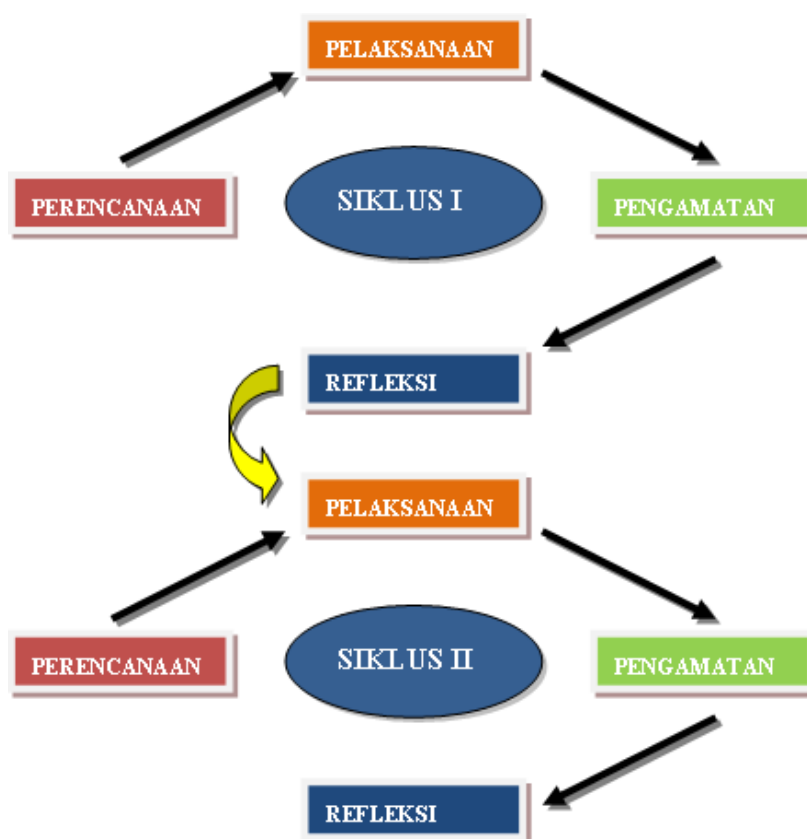 PELAKSANAAN
PERENCANAAN
SIKLUS I
PENGAMATAN
REFLEKSI
PELAKSANAAN
PERENCANAAN
SIKLUS II
PENGAMATAN
REFLEKSI